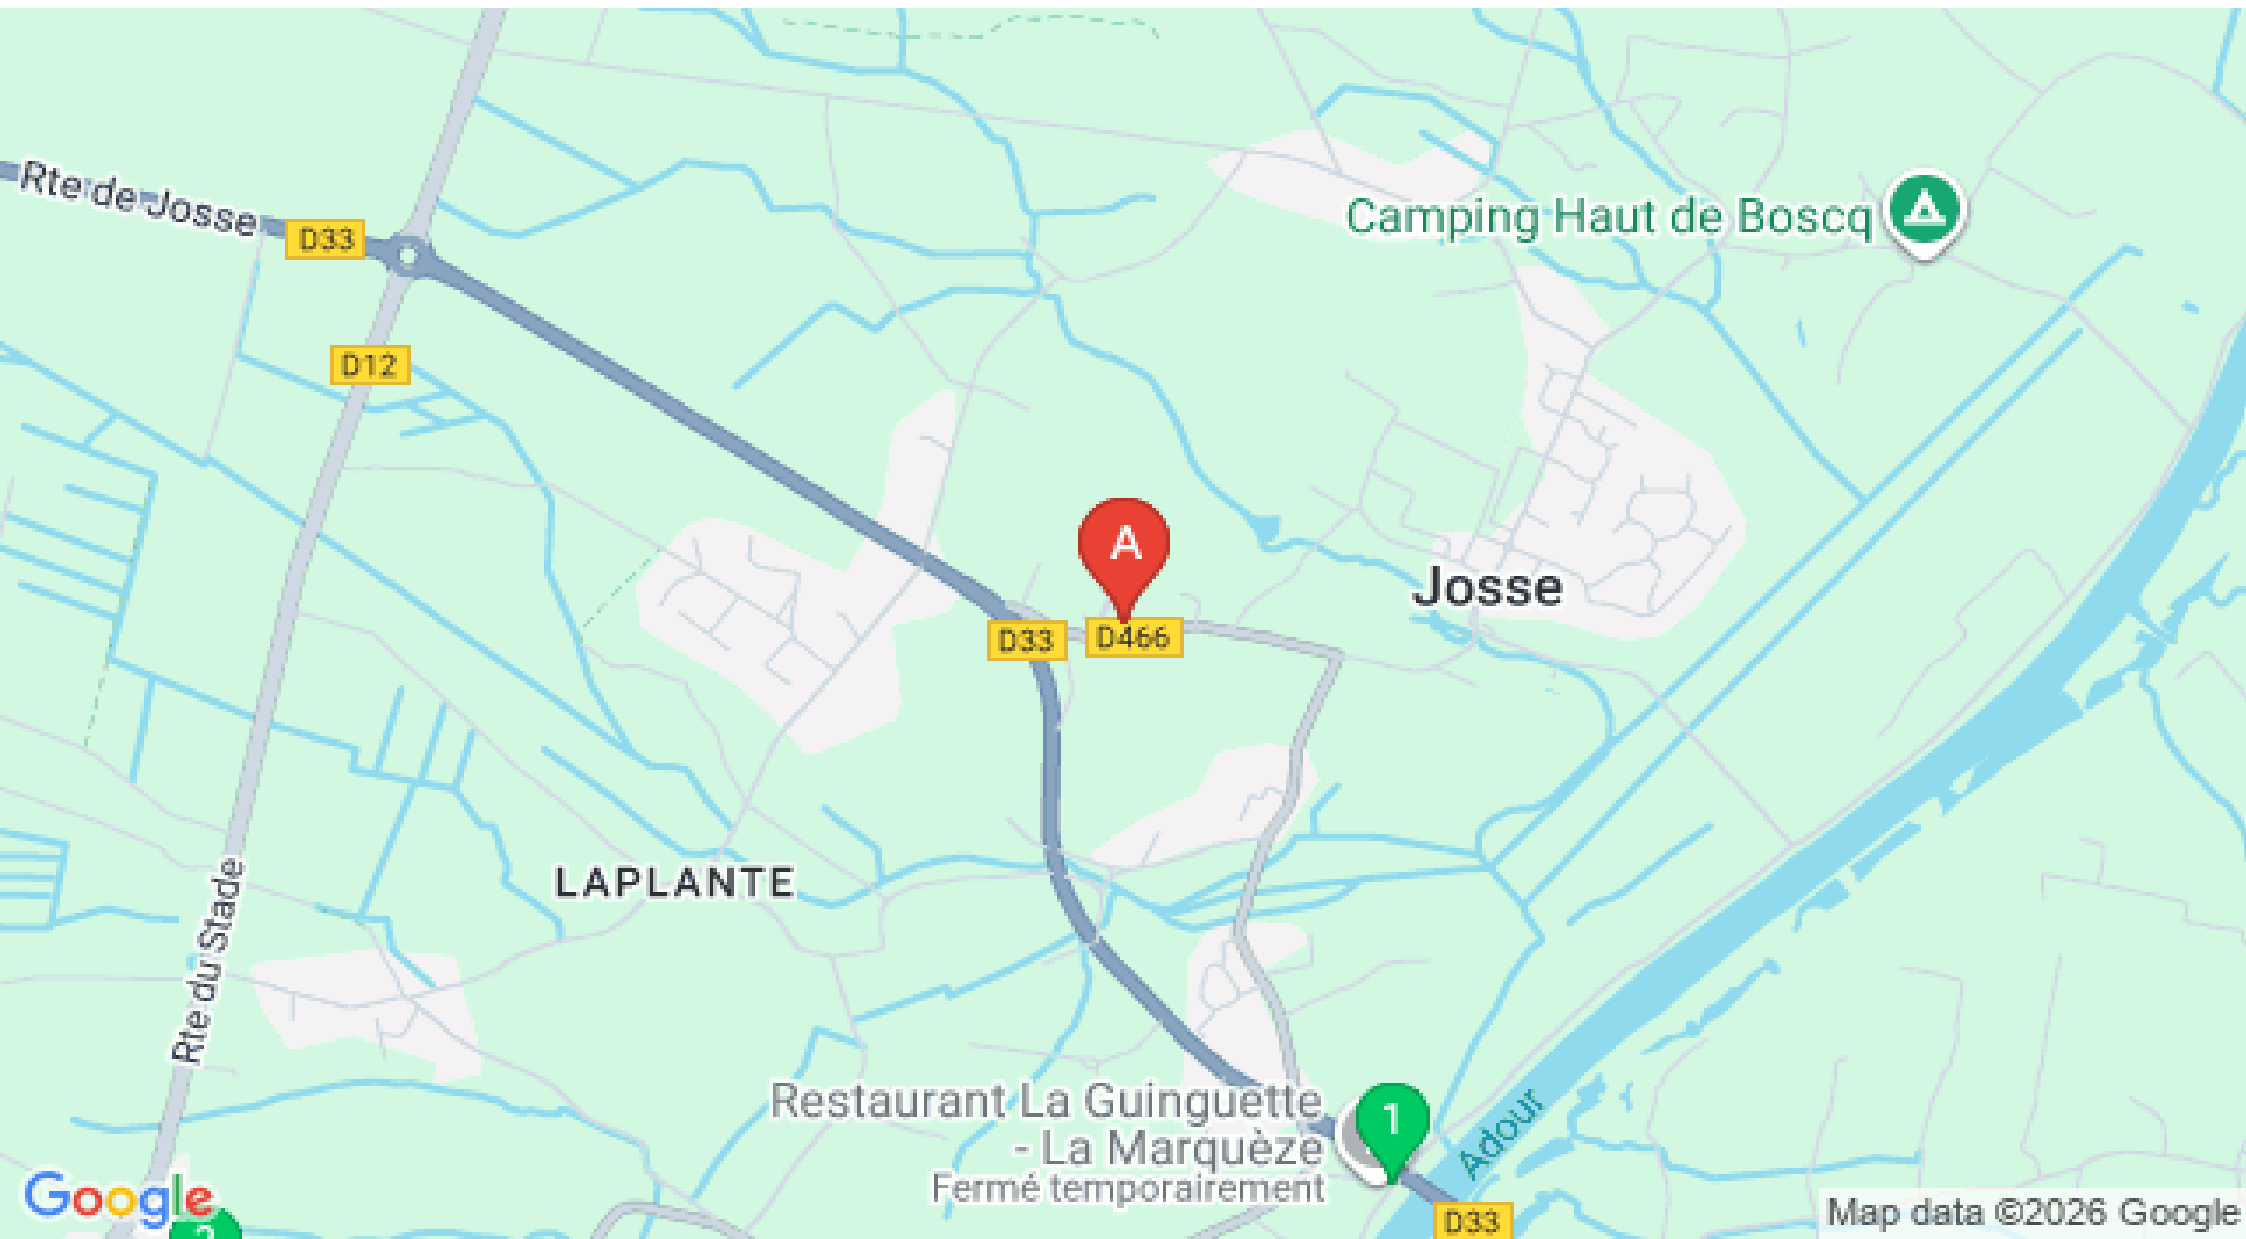 Rte de Josse
D33
Camping Haut de Boscq
D12
A
Josse
D33
D466
LAPLANTE
Rte du Stade
Restaurant La Guinguette
- La Marquèze
Fermé temporairement
1
Adour
D33
Google
Map data ©2026 Google